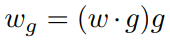 w_g = (w · g)g